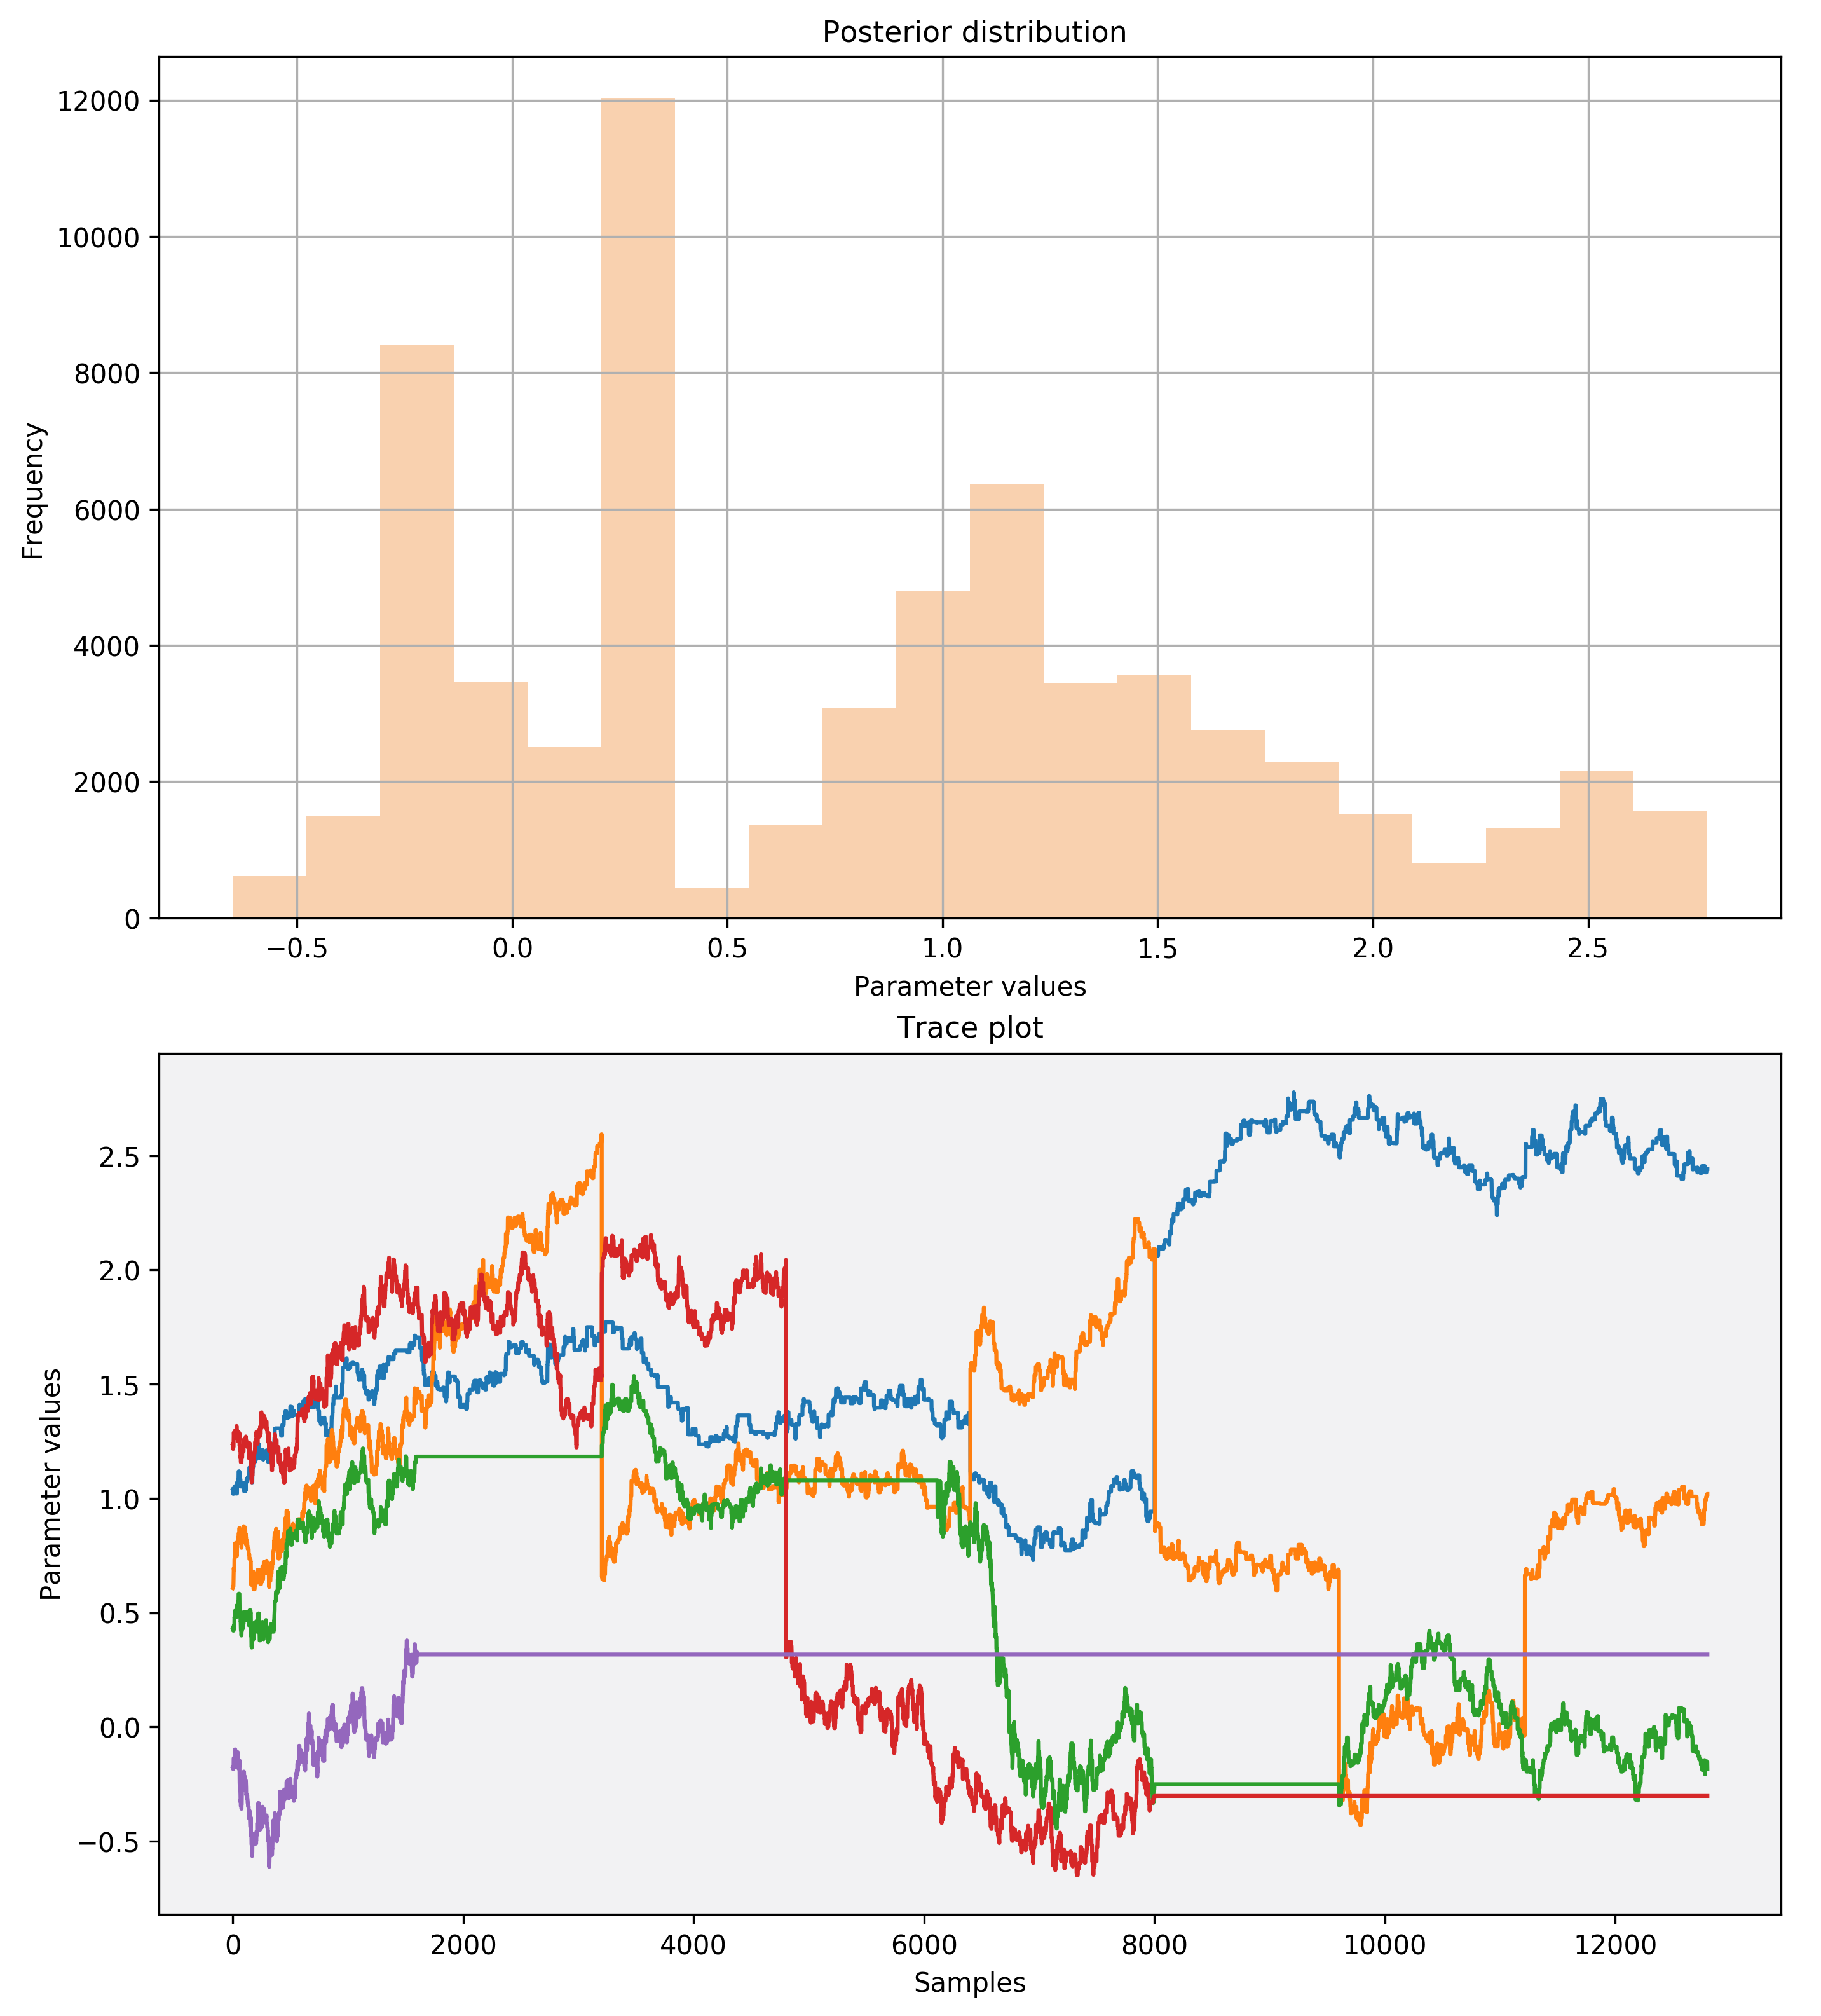 Posterior distribution
12000
10000
8000
6000
4000
2000
0
Frequency
−0.5 0.0 0.5 1.0 1.5 2.0 2.5
Parameter values
Trace plot
2.5
2.0
1.5
1.0
0.5
0.0
−0.5
Parameter values
0 2000 4000 6000 8000 10000 12000
Samples